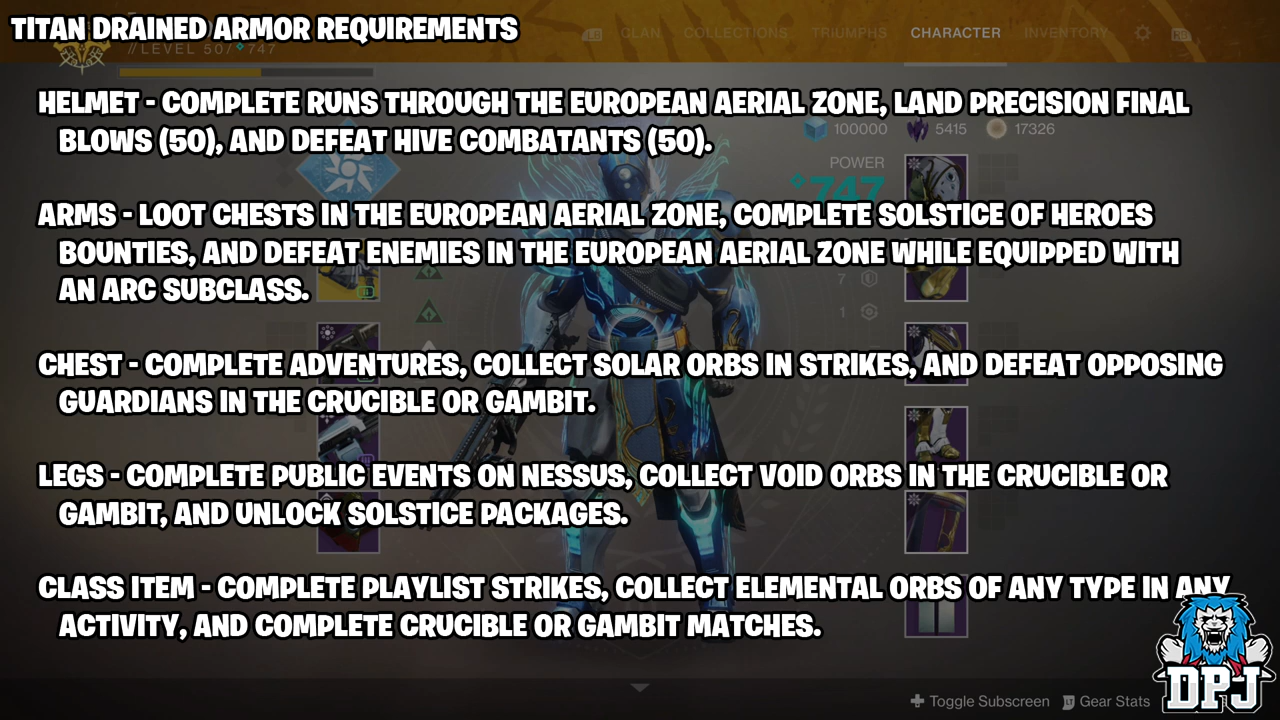 TITAN DRAINED ARMOR REQUIREMENTS
LB CLAN COLLECTIONS TRIUMPHS CHARACTER INVENTORY
//LEVEL 50/ 747
HELMET - COMPLETE RUNS THROUGH THE EUROPEAN AERIAL ZONE, LAND PRECISION FINAL
BLOWS (50), AND DEFEAT HIVE COMBATANTS (50).
100000 5415 17326
POWER
747
ARMS - LOOT CHESTS IN THE EUROPEAN AERIAL ZONE, COMPLETE SOLSTICE OF HEROES
BOUNTIES, AND DEFEAT ENEMIES IN THE EUROPEAN AERIAL ZONE WHILE EQUIPPED WITH
AN ARC SUBCLASS.
7
1
CHEST - COMPLETE ADVENTURES, COLLECT SOLAR ORBS IN STRIKES, AND DEFEAT OPPOSING
GUARDIANS IN THE CRUCIBLE OR GAMBIT.
LEGS - COMPLETE PUBLIC EVENTS ON NESSUS, COLLECT VOID ORBS IN THE CRUCIBLE OR
GAMBIT, AND UNLOCK SOLSTICE PACKAGES.
CLASS ITEM - COMPLETE PLAYLIST STRIKES, COLLECT ELEMENTAL ORBS OF ANY TYPE IN ANY
ACTIVITY, AND COMPLETE CRUCIBLE OR GAMBIT MATCHES.
Toggle Subscreen Gear Stats
DPJ